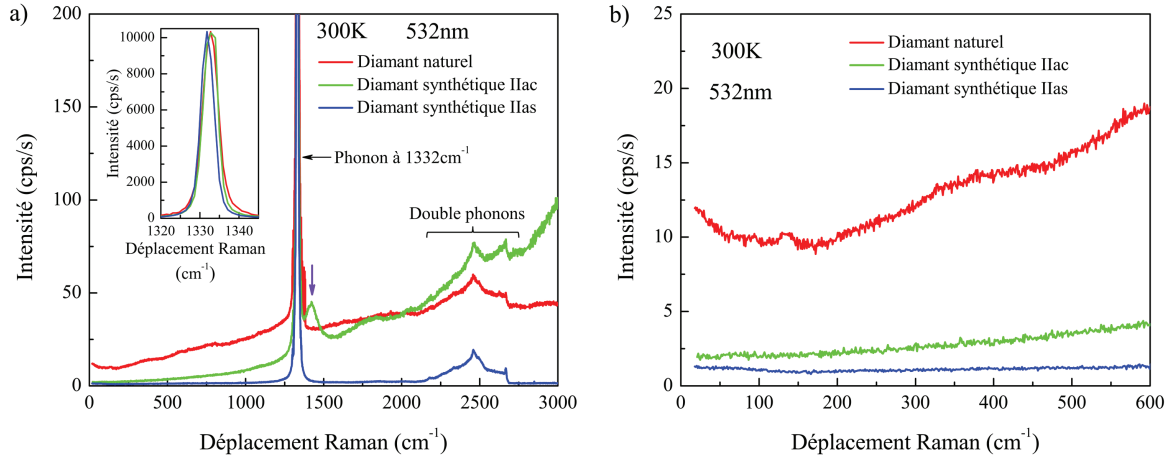 a)
200
150
100
50
0
Intensité (cps/s)
0
500
1000
1500
2000
2500
3000
Déplacement Raman (cm-1)
300K 532nm
Diamant naturel
Diamant synthétique IIac
Diamant synthétique IIas
Phonon à 1332cm-1
Double phonons
10000
8000
6000
4000
2000
0
Intensité (cps/s)
1320
1330
1340
Déplacement Raman
(cm-1)
b)
25
20
15
10
5
0
Intensité (cps/s)
0
100
200
300
400
500
600
Déplacement Raman (cm-1)
300K
532nm
Diamant naturel
Diamant synthétique IIac
Diamant synthétique IIas